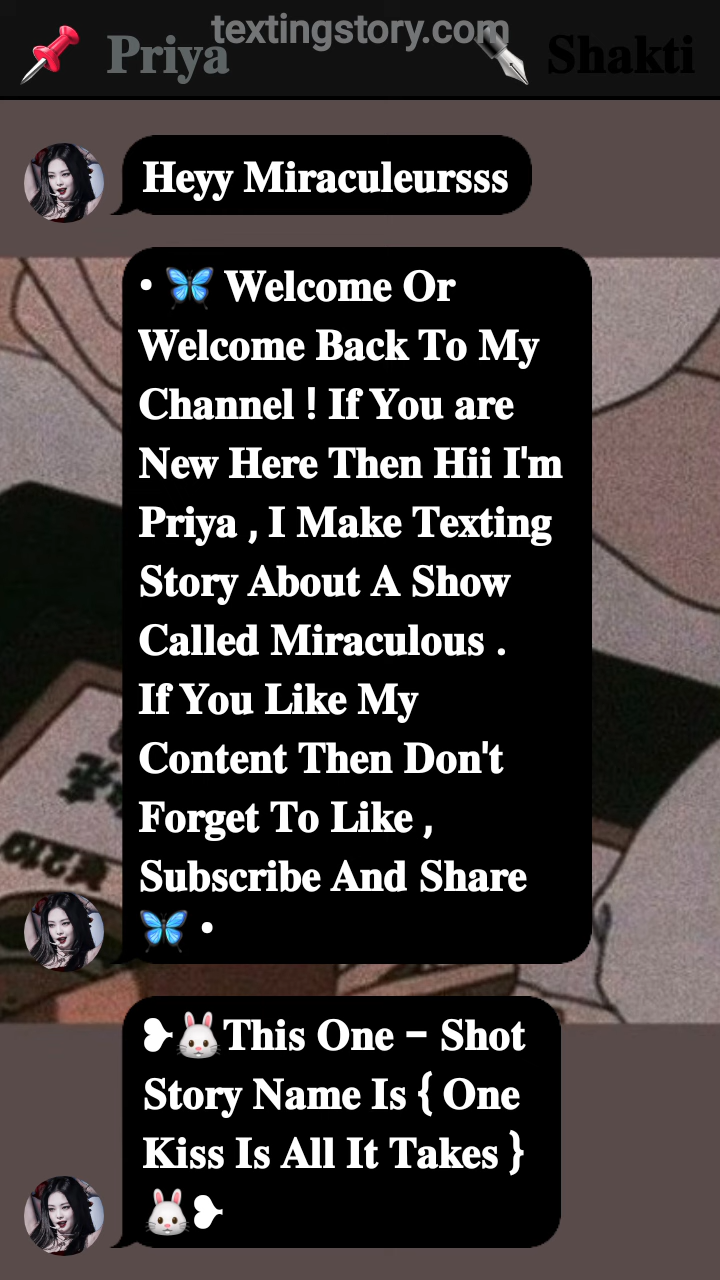 textingstory.com
📌 Priya ✒️ Shakti
Heyy Miraculeursss
• 🦋 Welcome Or
Welcome Back To My
Channel ! If You are
New Here Then Hii I'm
Priya , I Make Texting
Story About A Show
Called Miraculous .
If You Like My
Content Then Don't
Forget To Like ,
Subscribe And Share
🦋 •
❥🐰This One - Shot
Story Name Is { One
Kiss Is All It Takes }
🐰❥